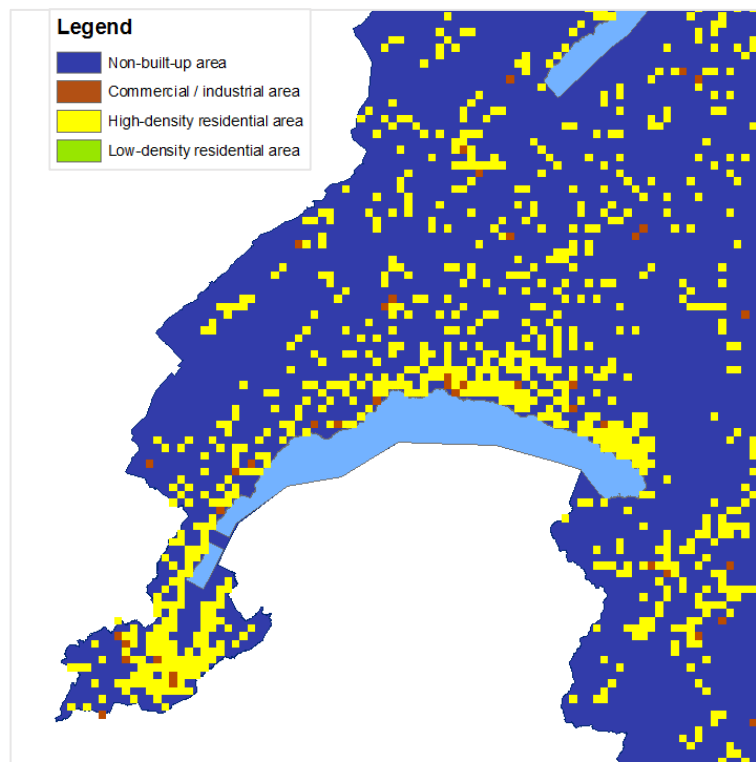 Legend
Non-built-up area
Commercial / industrial area
High-density residential area
Low-density residential area